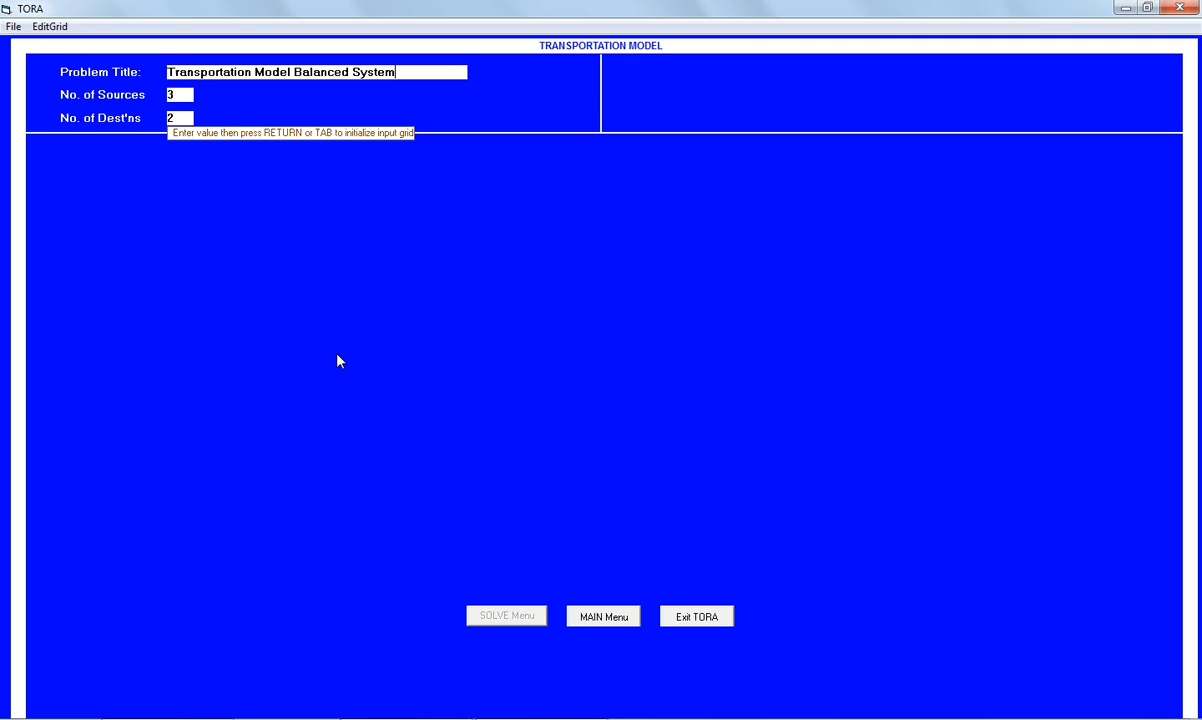 TORA
File EditGrid
TRANSPORTATION MODEL
Problem Title: Transportation Model Balanced System
No. of Sources 3
No. of Dest'ns 2
Enter value then press RETURN or TAB to initialize input grid
SOLVE Menu MAIN Menu Exit TORA